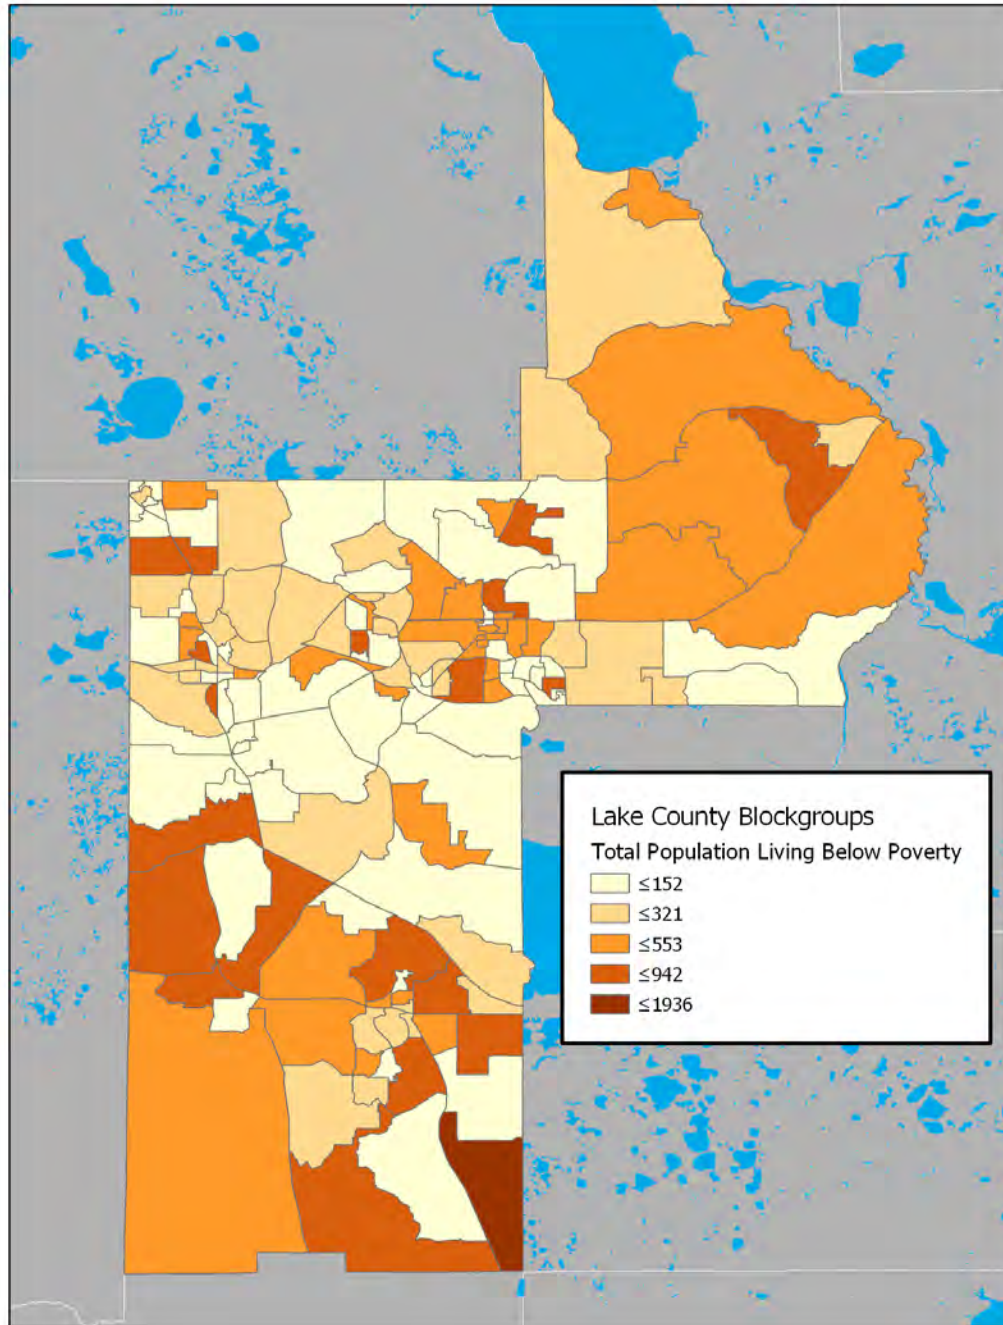 Lake County Blockgroups
Total Population Living Below Poverty
≤152
≤321
≤553
≤942
≤1936